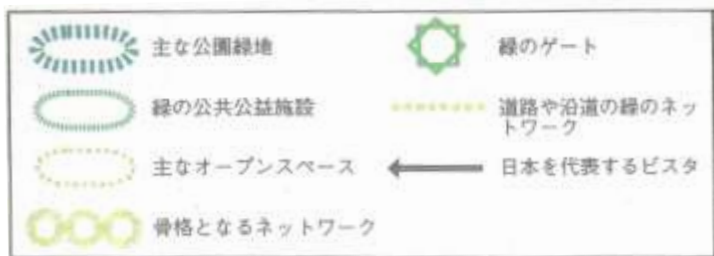 主な公園緑地
緑の公共公益施設
主なオープンスペース
骨格となるネットワーク
緑のゲート
道路や沿道の緑のネッ
トワーク
日本を代表するビスタ